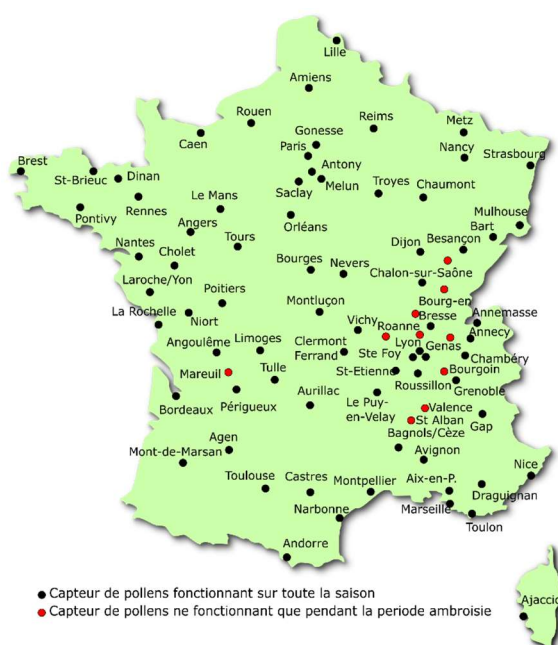 Lille
Amiens
Rouen
Reims
Metz
Caen
Gonesse
Paris
Nancy
Strasbourg
Brest
Antony
St-Brieuc
Dinan
Saclay
Melun
Troyes
Chaumont
Le Mans
Pontivy
Rennes
Mulhouse
Angers
Orléans
Bart
Nantes
Tours
Dijon
Besançon
Cholet
Bourges
Nevers
Chalon-sur-Saône
Laroche/Yon
Poitiers
Bourg-en
La Rochelle
Montluçon
Bresse
Annemasse
Niort
Vichy
Roanne
Annecy
Angoulême
Limoges
Clermont
Lyon
Genas
Ferrand
Ste Foy
Chambéry
Mareuil
Tulle
St-Etienne
Bourgoin
Roussillon
Grenoble
Bordeaux
Périgueux
Aurillac
Le Puy-
en-Velay
Valence
St Alban
Gap
Agen
Bagnols/Cèze
Mont-de-Marsan
Avignon
Nice
Toulouse
Castres
Montpellier
Aix-en-P.
Draguignan
Narbonne
Marseille
Toulon
Andorre
Capteur de pollens fonctionnant sur toute la saison
Capteur de pollens ne fonctionnant que pendant la periode ambroisie
Ajaccio